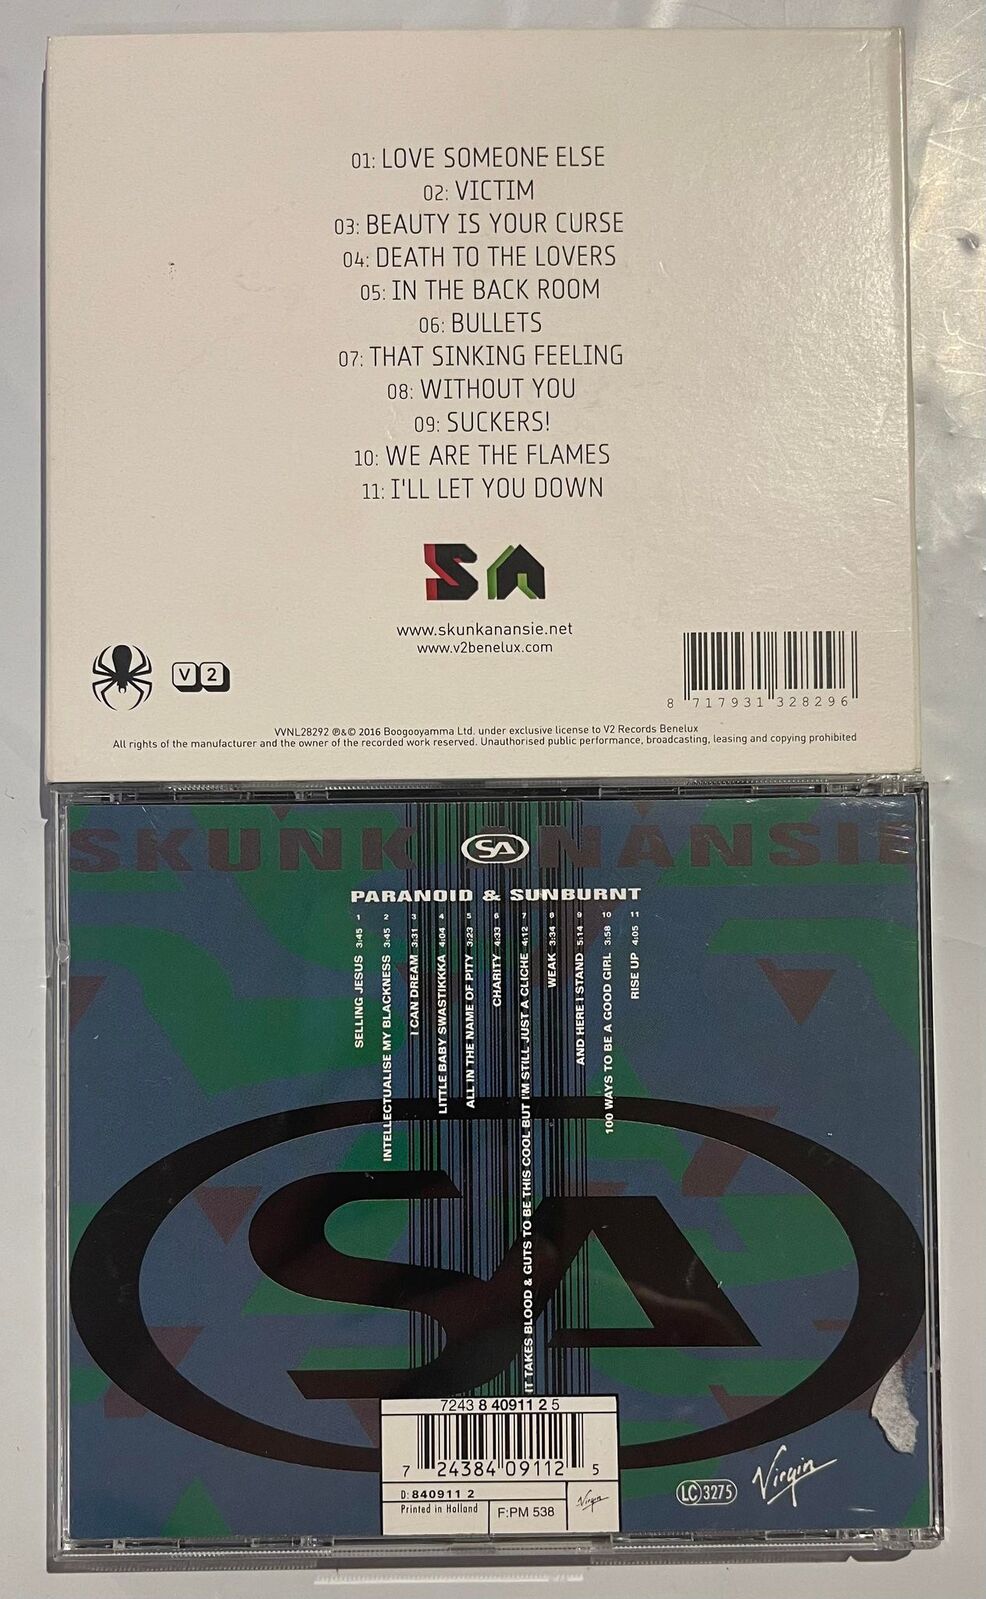 01: LOVE SOMEONE ELSE
02: VICTIM
03: BEAUTY IS YOUR CURSE
04: DEATH TO THE LOVERS
05: IN THE BACK ROOM
06: BULLETS
07: THAT SINKING FEELING
08: WITHOUT YOU
09: SUCKERS!
10: WE ARE THE FLAMES
11: I'LL LET YOU DOWN
SA
www.skunkanansie.net
www.v2benelux.com
V2
8 717931 328296
VVNL28292 ℗&© 2016 Boogooyamma Ltd. under exclusive license to V2 Records Benelux
All rights of the manufacturer and the owner of the recorded work reserved. Unauthorised public performance, broadcasting, leasing and copying prohibited
SKUNK SA NANSIE
PARANOID & SUNBURNT
1 SELLING JESUS 3:45
2 INTELLECTUALISE MY BLACKNESS 3:45
3 I CAN DREAM 3:31
4 LITTLE BABY SWASTIKKKA 4:04
5 ALL IN THE NAME OF PITY 3:23
6 CHARITY 4:33
7 IT TAKES BLOOD & GUTS TO BE THIS COOL BUT I'M STILL JUST A CLICHE 4:12
8 WEAK 3:34
9 AND HERE I STAND 5:14
10 100 WAYS TO BE A GOOD GIRL 3:58
11 RISE UP 4:05
SA
7243 8 40911 2 5
7 24384 09112 5
D: 840911 2
Printed in Holland
F:PM 538
Virgin
LC 3275
Virgin